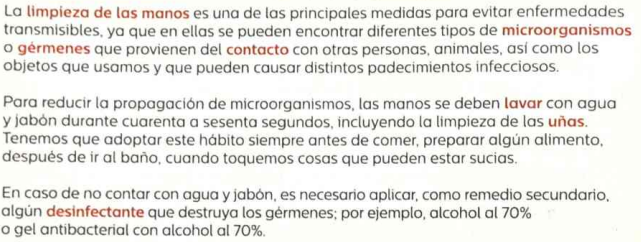 La limpieza de las manos es una de las principales medidas para evitar enfermedades
transmisibles, ya que en ellas se pueden encontrar diferentes tipos de microorganismos
o gérmenes que provienen del contacto con otras personas, animales, así como los
objetos que usamos y que pueden causar distintos padecimientos infecciosos.
Para reducir la propagación de microorganismos, las manos se deben lavar con agua
y jabón durante cuarenta a sesenta segundos, incluyendo la limpieza de las uñas.
Tenemos que adoptar este hábito siempre antes de comer, preparar algún alimento,
después de ir al baño, cuando toquemos cosas que pueden estar sucias.
En caso de no contar con agua y jabón, es necesario aplicar, como remedio secundario,
algún desinfectante que destruya los gérmenes; por ejemplo, alcohol al 70%
o gel antibacterial con alcohol al 70%.